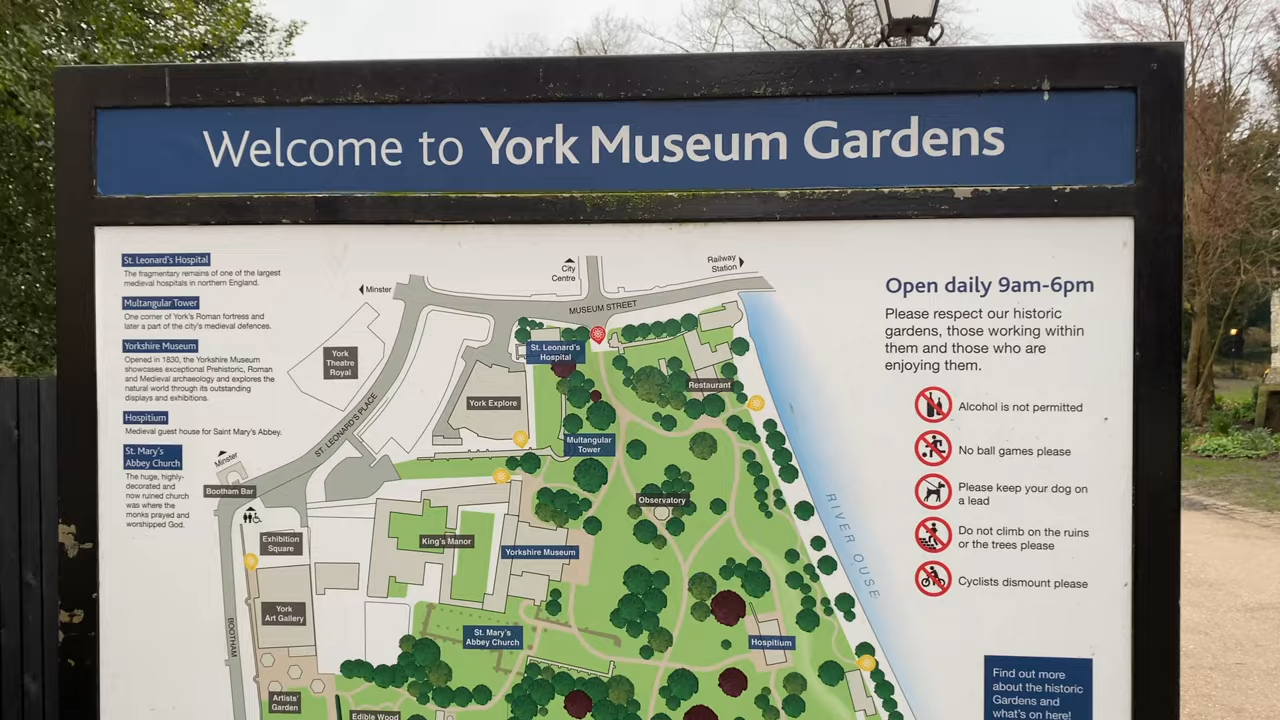 Welcome to York Museum Gardens
St. Leonard's Hospital
The fragmentary remains of one of the largest
medieval hospitals in northern England.
Multangular Tower
One corner of York's Roman fortress and
later a part of the city's medieval defences.
Yorkshire Museum
Opened in 1830, the Yorkshire Museum
showcases exceptional Prehistoric, Roman
and Medieval archaeology and explores the
natural world through its outstanding
displays and exhibitions.
Hospitium
Medieval guest house for Saint Mary's Abbey.
St. Mary's
Abbey Church
The huge, highly-
decorated and
now ruined church
was where the
monks prayed and
worshipped God.
Minster
City
Centre
Railway
Station
MUSEUM STREET
York
Theatre
Royal
St. Leonard's
Hospital
Restaurant
York Explore
ST. LEONARD'S PLACE
Multangular
Tower
Minster
Bootham Bar
Observatory
RIVER OUSE
Exhibition
Square
King's Manor
Yorkshire Museum
York
Art Gallery
BOOTHAM
St. Mary's
Abbey Church
Hospitium
Artists'
Garden
Edible Wood
Open daily 9am-6pm
Please respect our historic
gardens, those working within
them and those who are
enjoying them.
Alcohol is not permitted
No ball games please
Please keep your dog on
a lead
Do not climb on the ruins
or the trees please
Cyclists dismount please
Find out more
about the historic
Gardens and
what's on here!